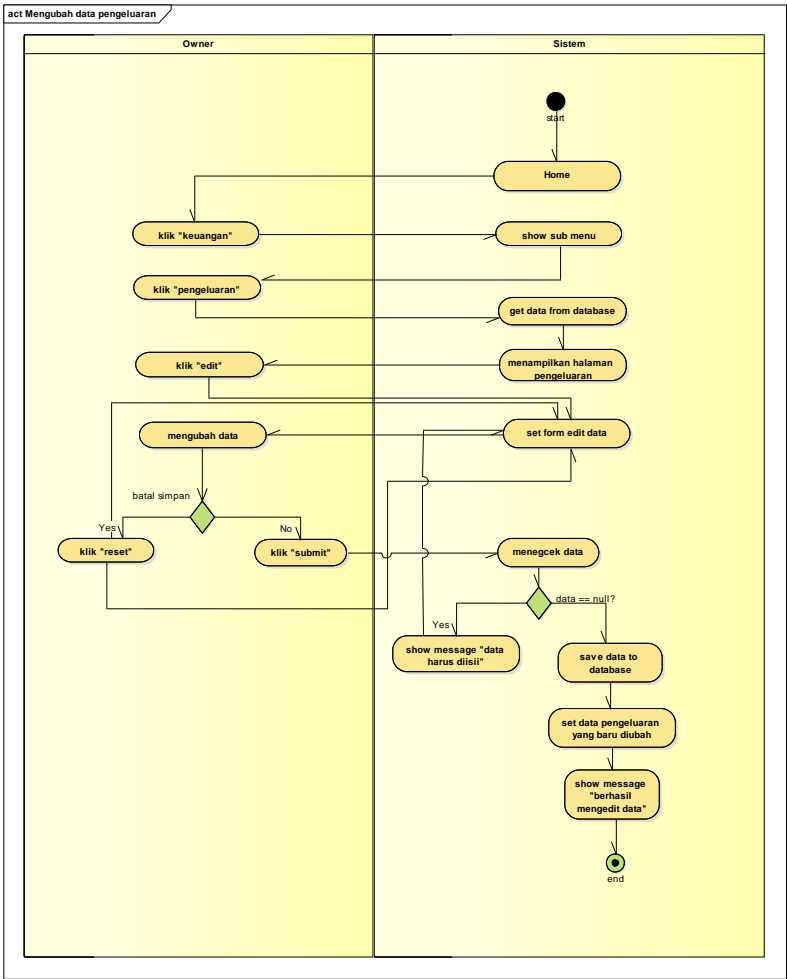 act Mengubah data pengeluaran
Owner
Sistem
start
Home
klik "keuangan"
show sub menu
klik "pengeluaran"
get data from database
klik "edit"
menampilkan halaman
pengeluaran
mengubah data
set form edit data
batal simpan
Yes
No
klik "reset"
klik "submit"
menegcek data
data == null?
Yes
show message "data
harus diisii"
save data to
database
set data pengeluaran
yang baru diubah
show message
"berhasil
mengedit data"
end